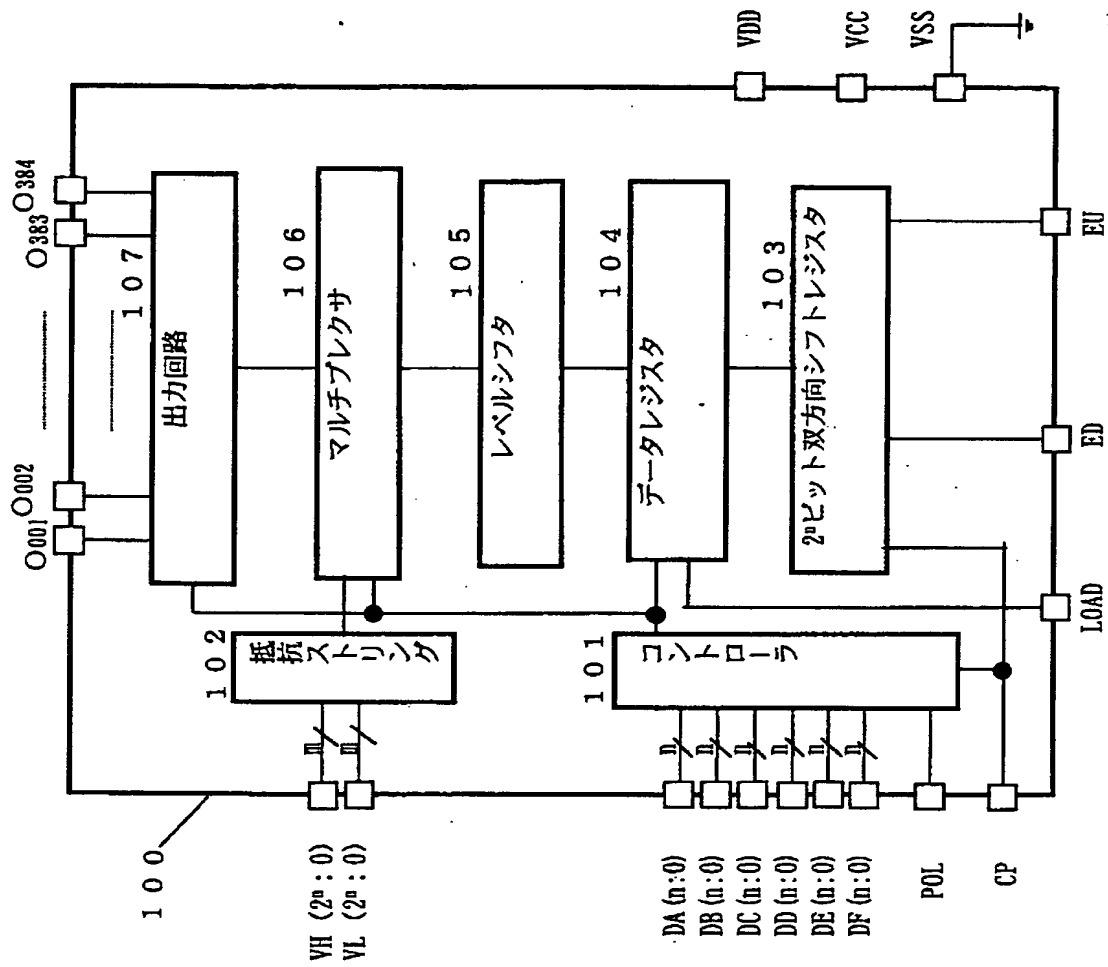 O001
O002
O383
O384
107
出力回路
106
マルチプレクサ
105
レベルシフタ
104
データレジスタ
103
2ⁿビット双方向シフトレジスタ
102
抵抗ストリング
101
コントローラ
100
VH (2ⁿ:0)
VL (2ⁿ:0)
m
m
DA (n:0)
DB (n:0)
DC (n:0)
DD (n:0)
DE (n:0)
DF (n:0)
n
n
n
n
n
n
POL
CP
LOAD
ED
EU
VDD
VCC
VSS